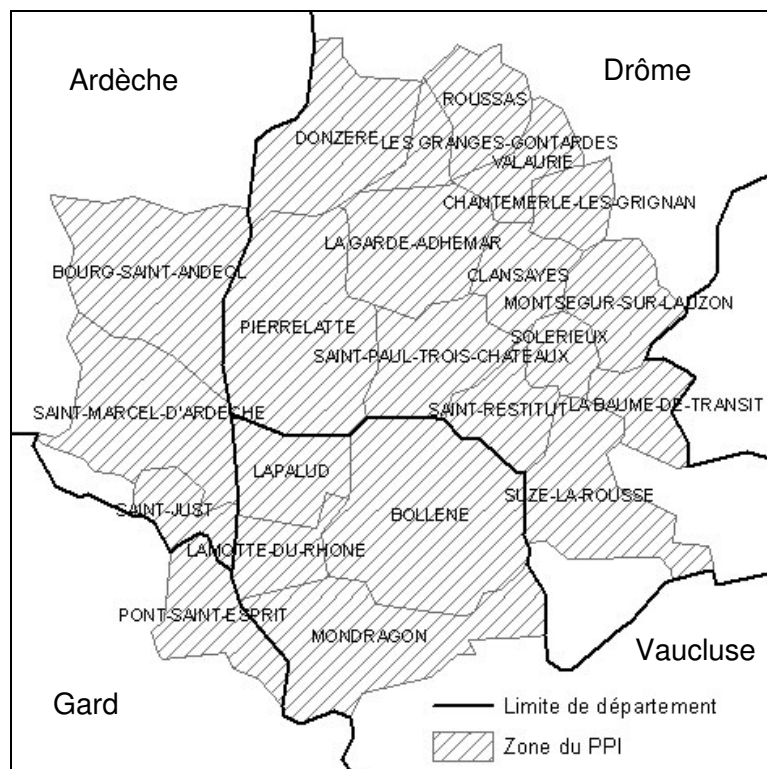 Ardèche
Drôme
ROUSSAS
DONZERE
LES GRANGES-GONTARDES
VALAURIE
CHANTEMERLE-LES-GRIGNAN
LA GARDE-ADHEMAR
BOURG-SAINT-ANDEOL
CLANSAYES
MONTSEGUR-SUR-LAUZON
PIERRELATTE
SOLERIEUX
SAINT-PAUL-TROIS-CHATEAUX
SAINT-MARCEL-D'ARDECHE
SAINT-RESTITUT
LA BAUME-DE-TRANSIT
LAPALUD
SUZE-LA-ROUSSE
SAINT-JUST
BOLLENE
LAMOTTE-DU-RHONE
PONT-SAINT-ESPRIT
MONDRAGON
Vaucluse
Gard
Limite de département
Zone du PPI